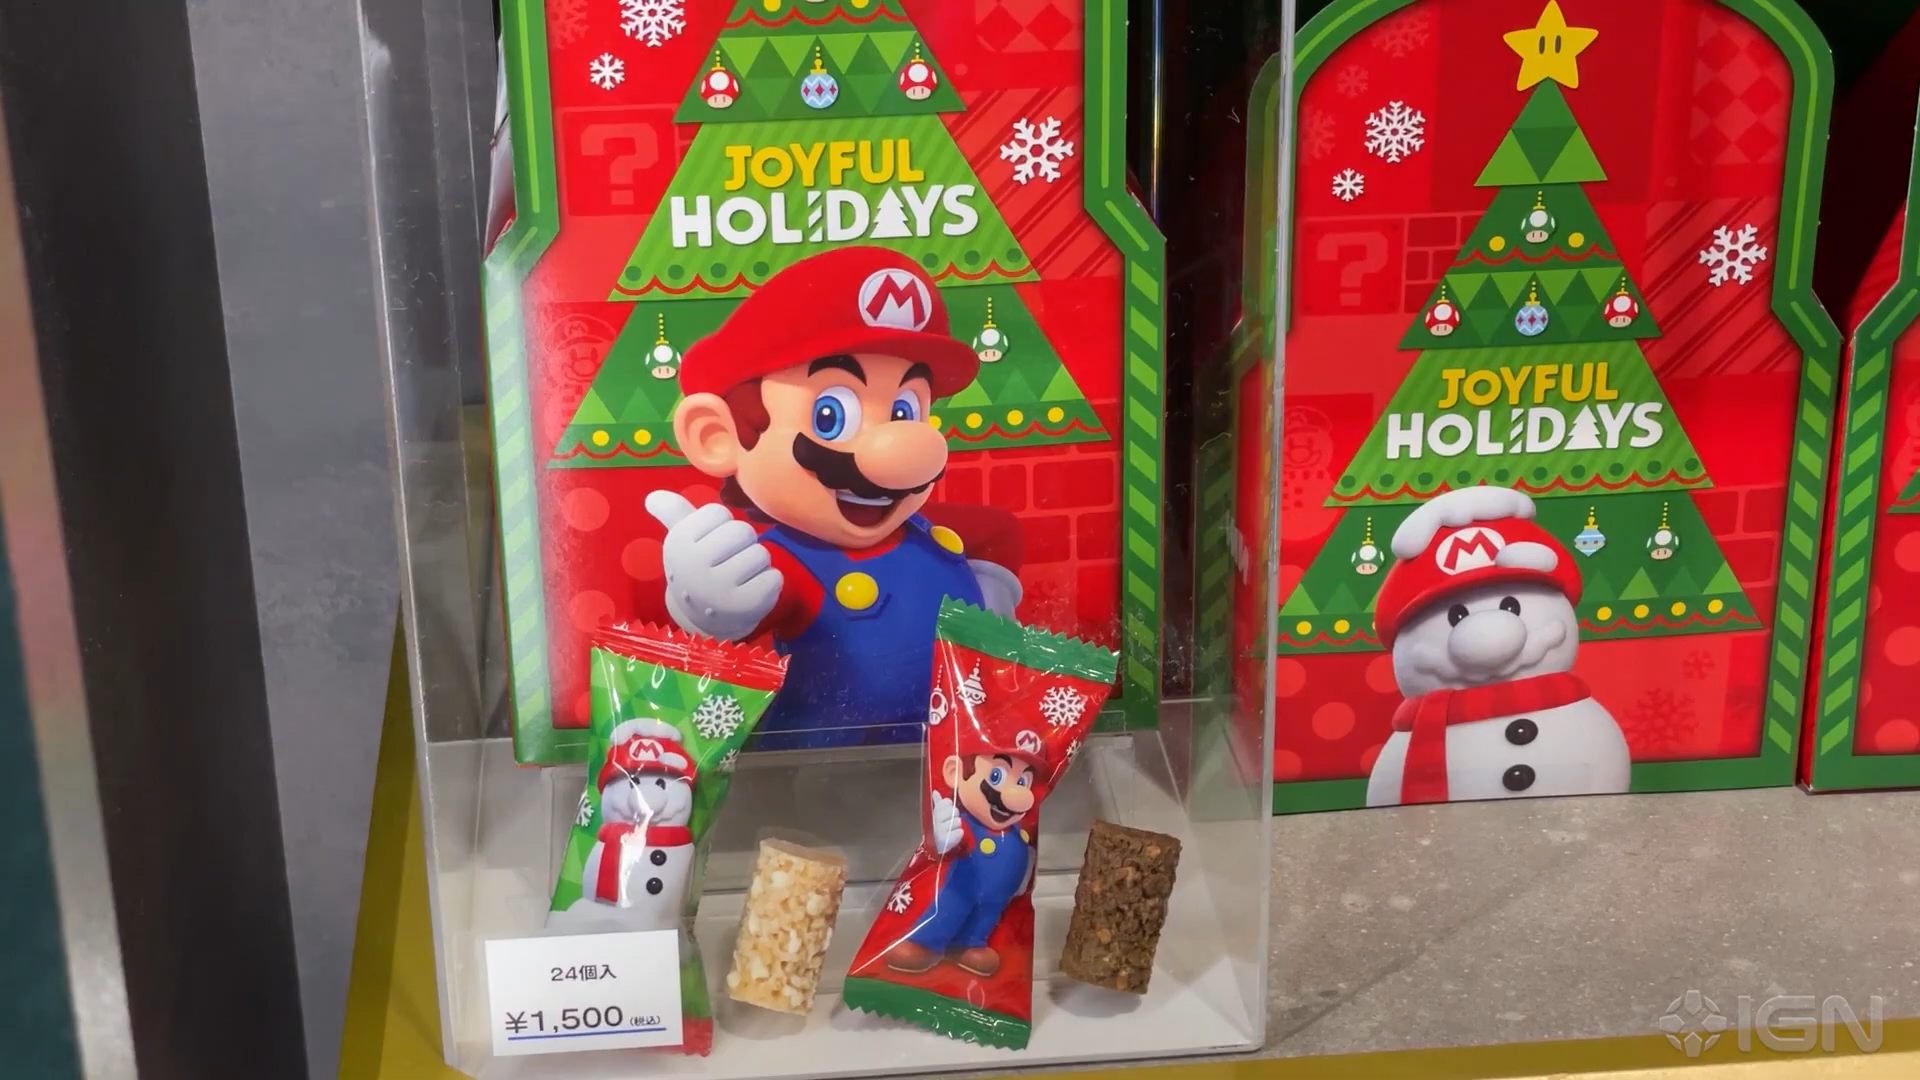 JOYFUL
HOLIDAYS
M
JOYFUL
HOLIDAYS
M
M
M
24個入
¥1,500(税込)
IGN